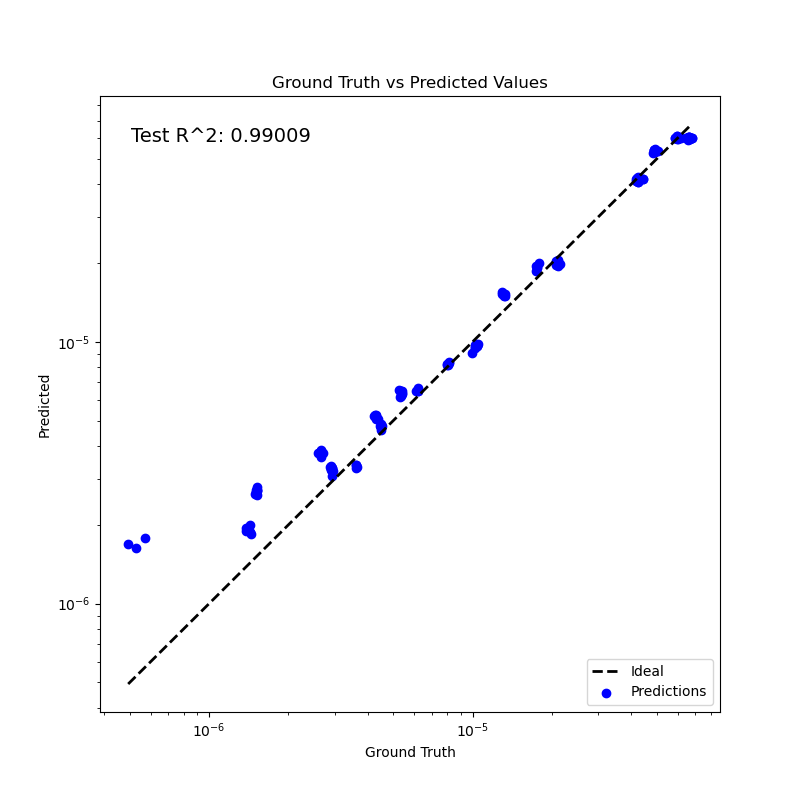 Ground Truth vs Predicted Values
Test R^2: 0.99009
Predicted
10⁻⁵
10⁻⁶
Ideal
Predictions
10⁻⁶
10⁻⁵
Ground Truth